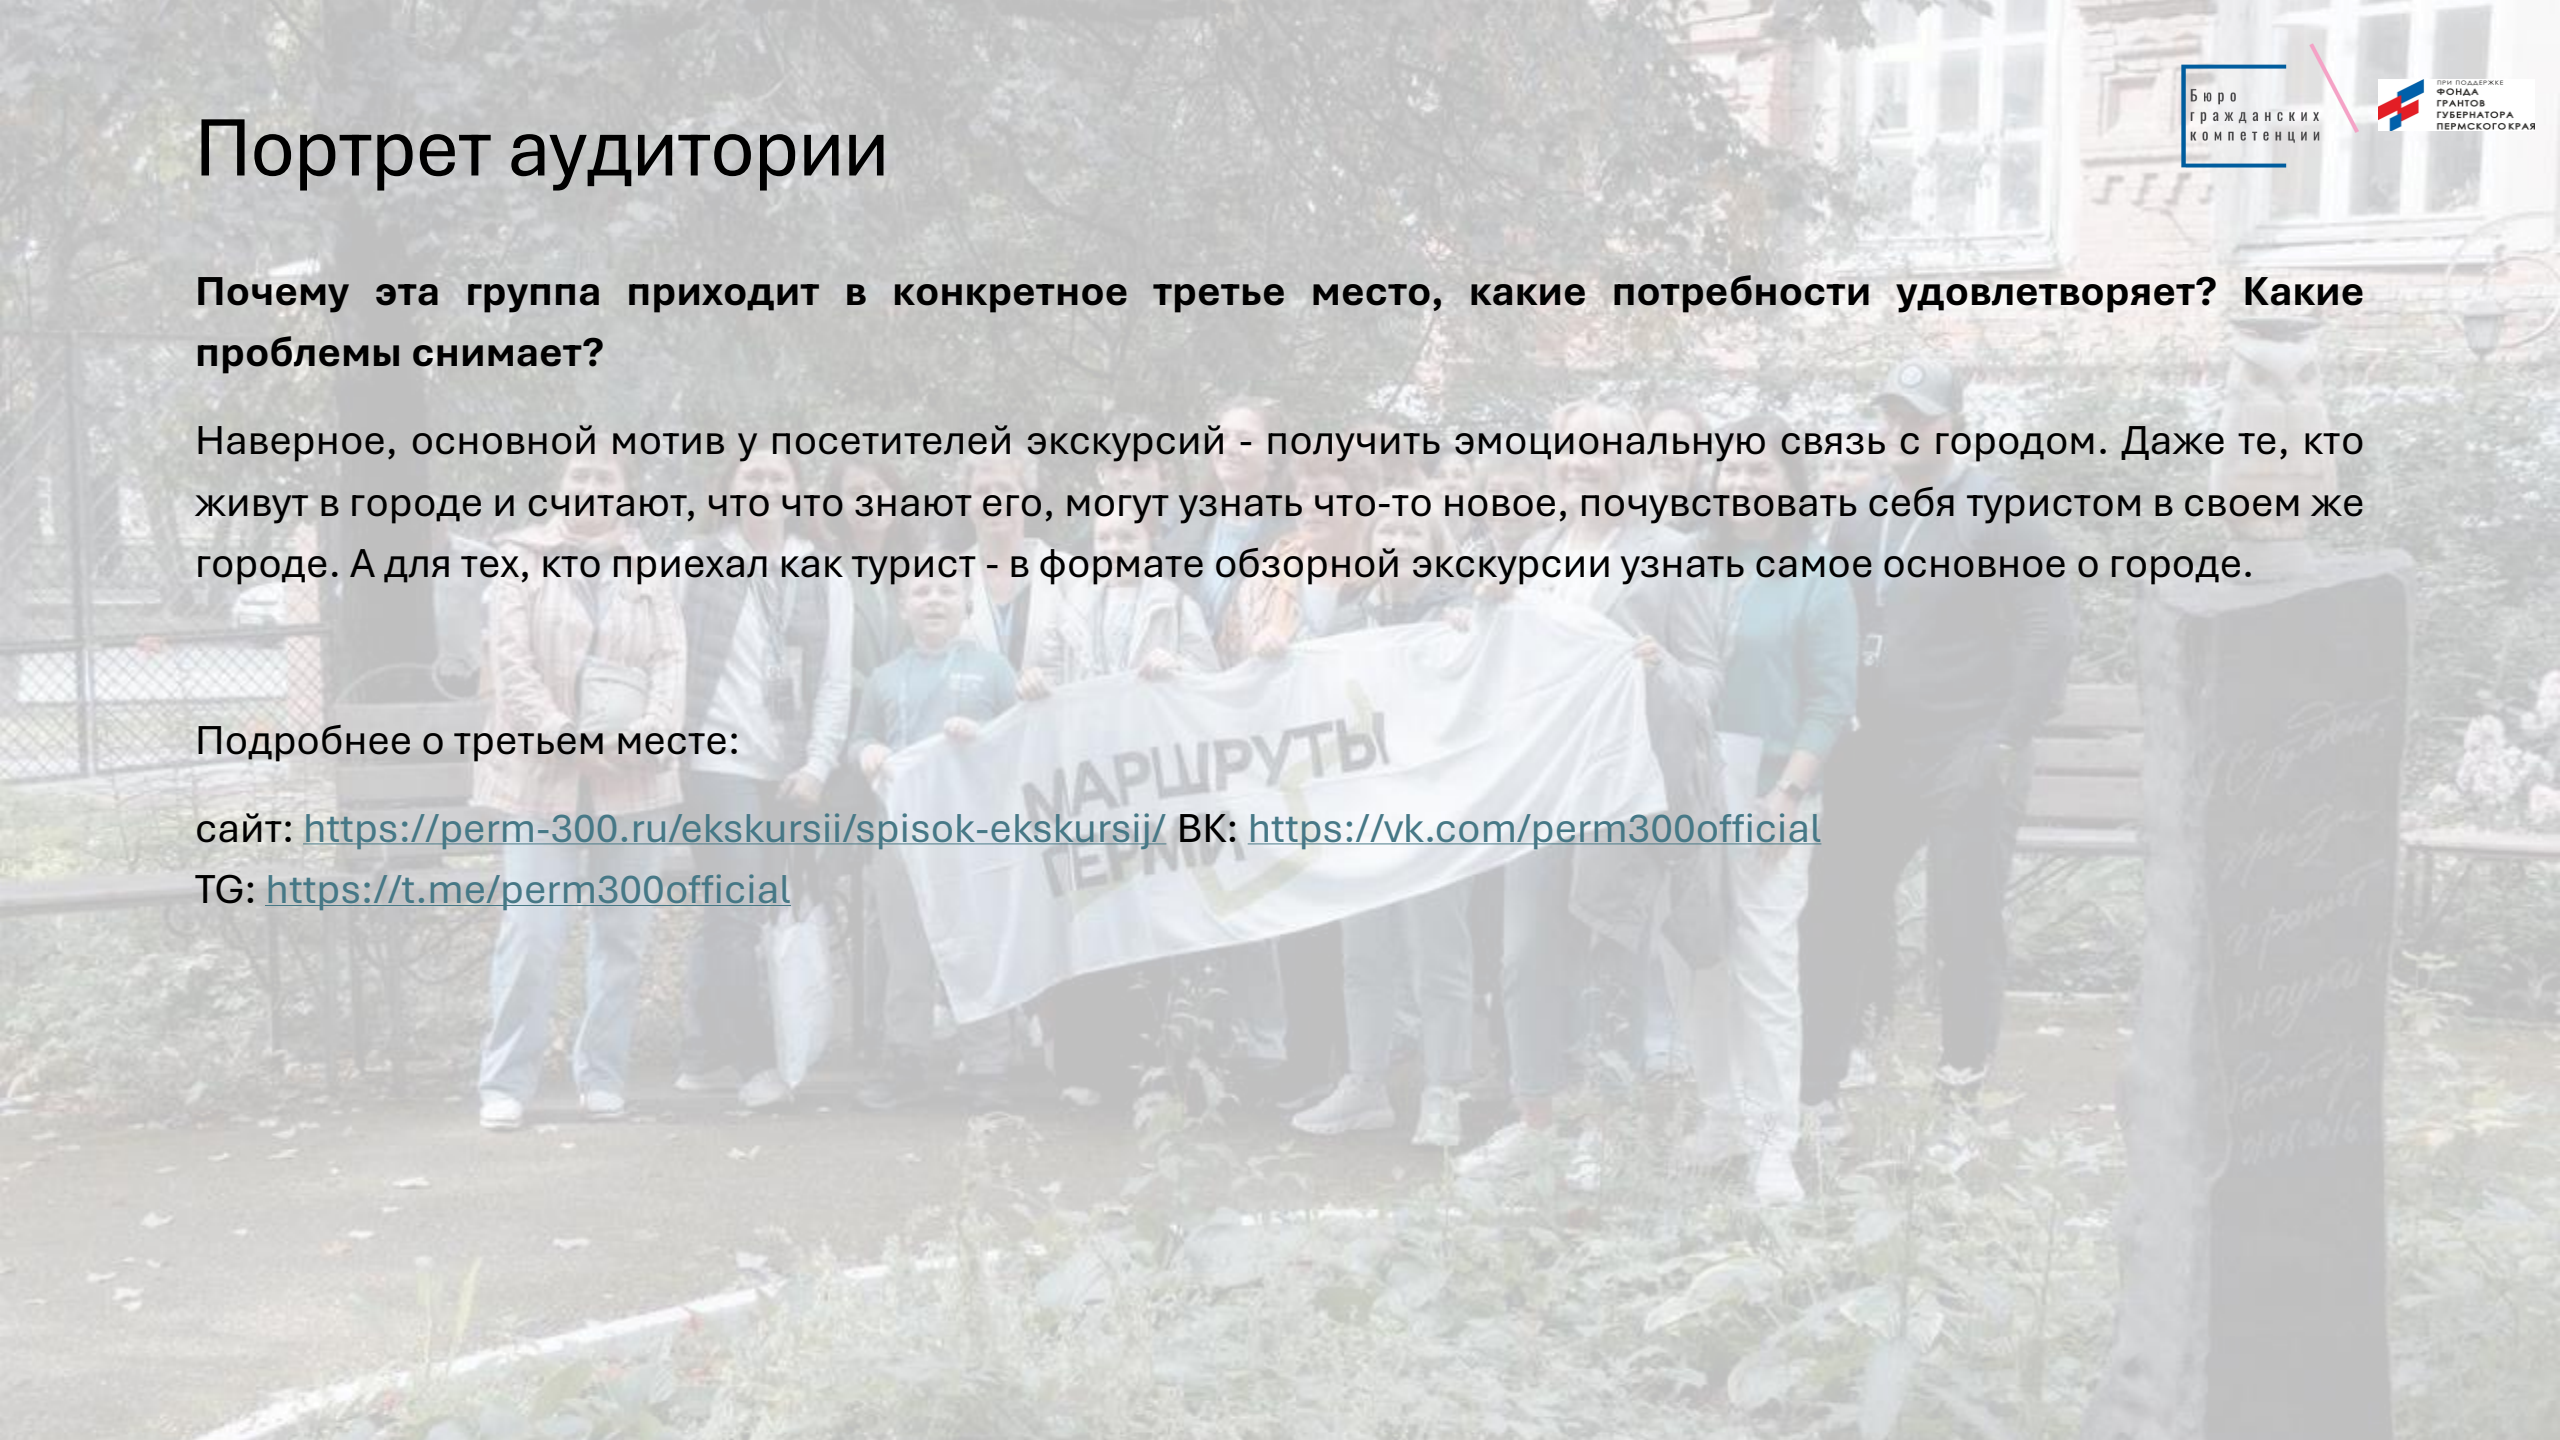 Бюро
гражданских
компетенции
ПРИ ПОДДЕРЖКЕ
ФОНДА
ГРАНТОВ
ГУБЕРНАТОРА
ПЕРМСКОГО КРАЯ
Портрет аудитории
Почему эта группа приходит в конкретное третье место, какие потребности удовлетворяет? Какие
проблемы снимает?
Наверное, основной мотив у посетителей экскурсий - получить эмоциональную связь с городом. Даже те, кто
живут в городе и считают, что что знают его, могут узнать что-то новое, почувствовать себя туристом в своем же
городе. А для тех, кто приехал как турист - в формате обзорной экскурсии узнать самое основное о городе.
Подробнее о третьем месте:
сайт: https://perm-300.ru/ekskursii/spisok-ekskursij/ ВК: https://vk.com/perm300official
TG: https://t.me/perm300official
МАРШРУТЫ
ПЕРМИ